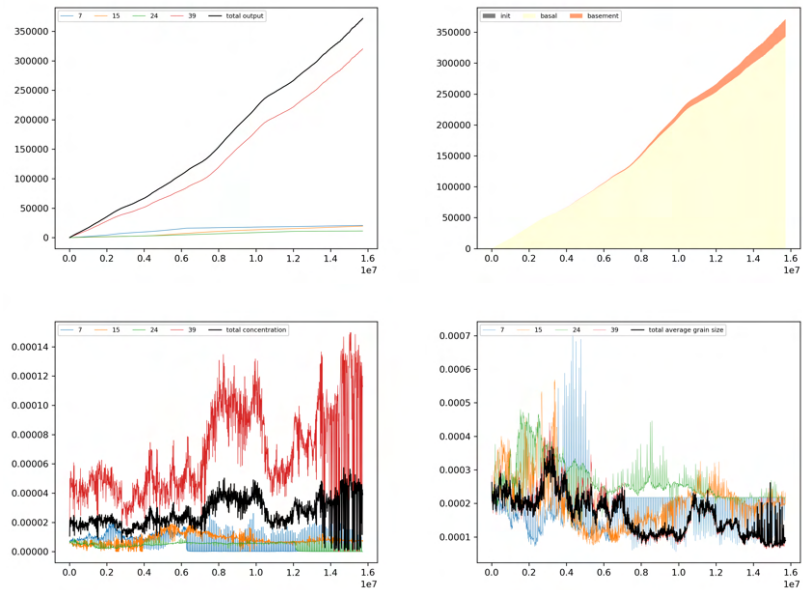 7 15 24 39 total output
350000
300000
250000
200000
150000
100000
50000
0
0.0 0.2 0.4 0.6 0.8 1.0 1.2 1.4 1.6
1e7
init basal basement
350000
300000
250000
200000
150000
100000
50000
0
0.0 0.2 0.4 0.6 0.8 1.0 1.2 1.4 1.6
1e7
7 15 24 39 total concentration
0.00014
0.00012
0.00010
0.00008
0.00006
0.00004
0.00002
0.00000
0.0 0.2 0.4 0.6 0.8 1.0 1.2 1.4 1.6
1e7
7 15 24 39 total average grain size
0.0007
0.0006
0.0005
0.0004
0.0003
0.0002
0.0001
0.0 0.2 0.4 0.6 0.8 1.0 1.2 1.4 1.6
1e7